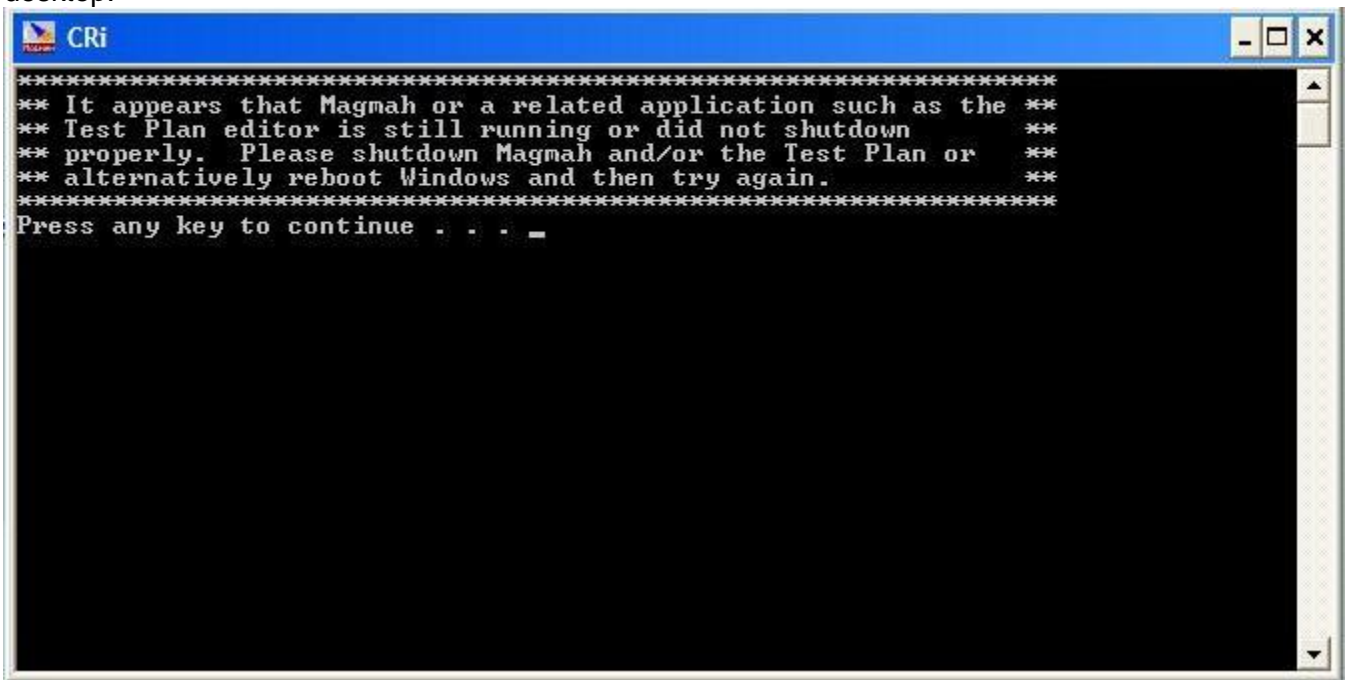 CRi
******************************************************************
** It appears that Magmah or a related application such as the **
** Test Plan editor is still running or did not shutdown       **
** properly.  Please shutdown Magmah and/or the Test Plan or   **
** alternatively reboot Windows and then try again.            **
******************************************************************
Press any key to continue . . . _